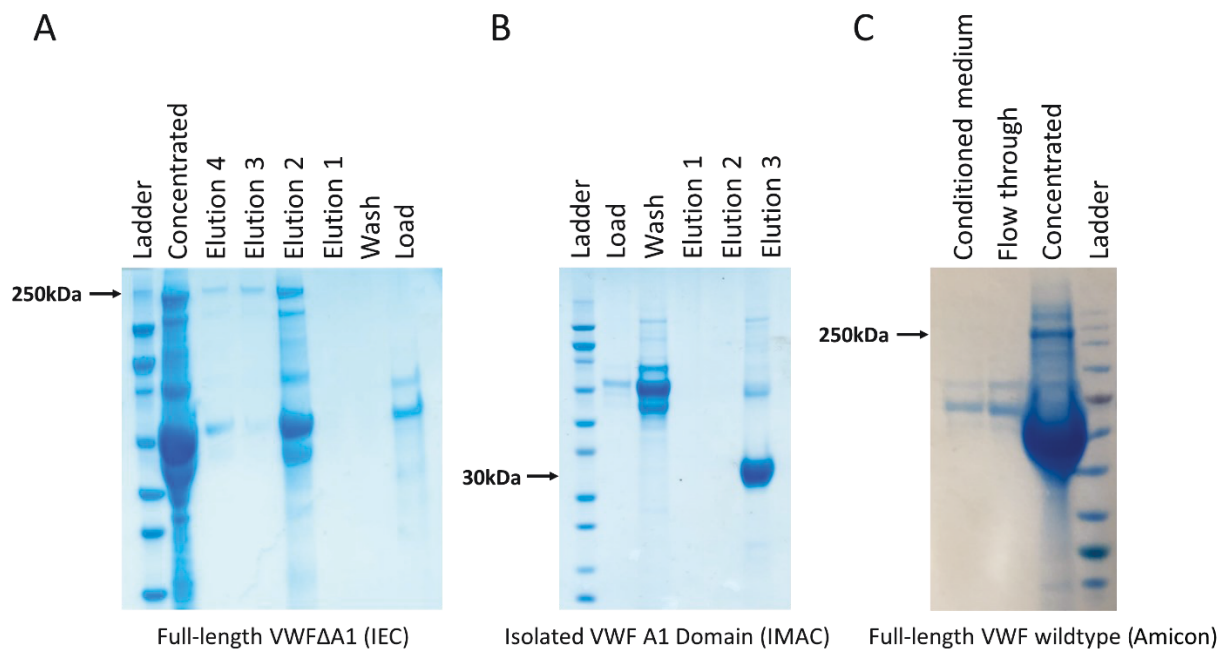 A
Ladder
Concentrated
Elution 4
Elution 3
Elution 2
Elution 1
Wash
Load
250kDa
Full-length VWFΔA1 (IEC)
B
Ladder
Load
Wash
Elution 1
Elution 2
Elution 3
30kDa
Isolated VWF A1 Domain (IMAC)
C
Conditioned medium
Flow through
Concentrated
Ladder
250kDa
Full-length VWF wildtype (Amicon)